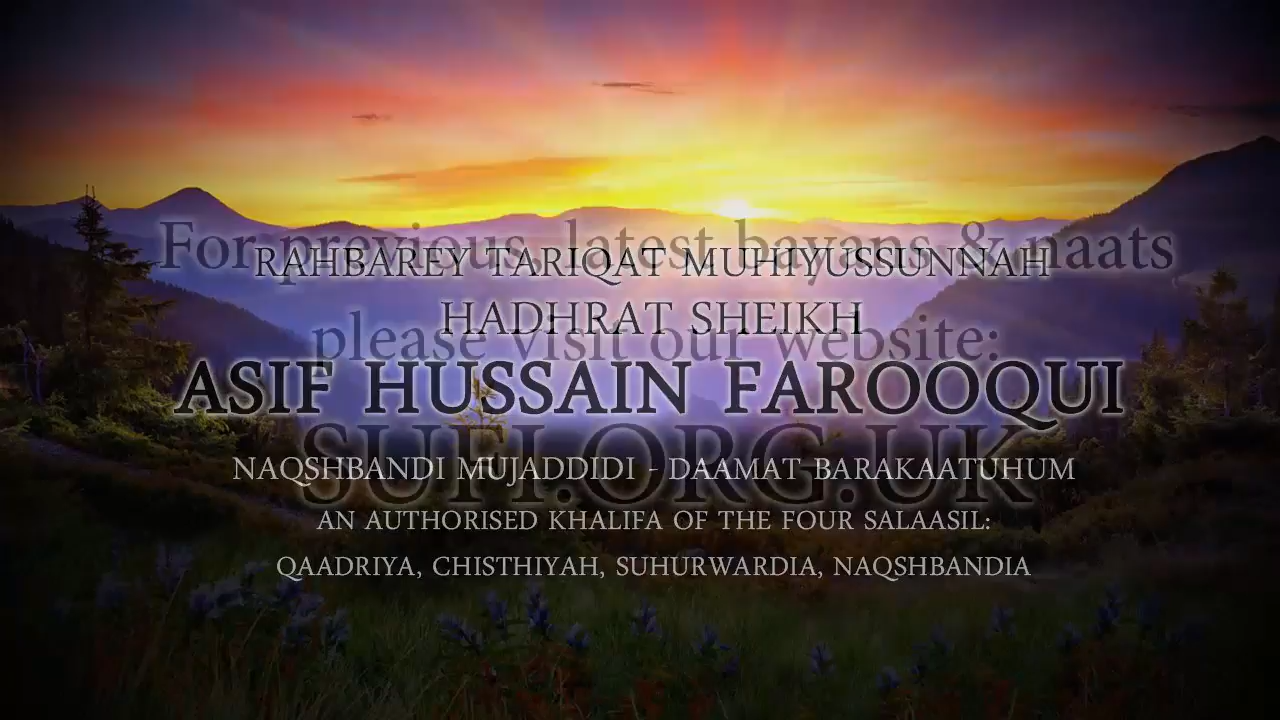 For previous, latest bayans & naats
RAHBAREY TARIQAT MUHIYUSSUNNAH
HADHRAT SHEIKH
please visit our website:
ASIF HUSSAIN FAROOQUI
SUFI.ORG.UK
NAQSHBANDI MUJADDIDI - DAAMAT BARAKAATUHUM
AN AUTHORISED KHALIFA OF THE FOUR SALAASIL:
QAADRIYA, CHISTHIYAH, SUHURWARDIA, NAQSHBANDIA